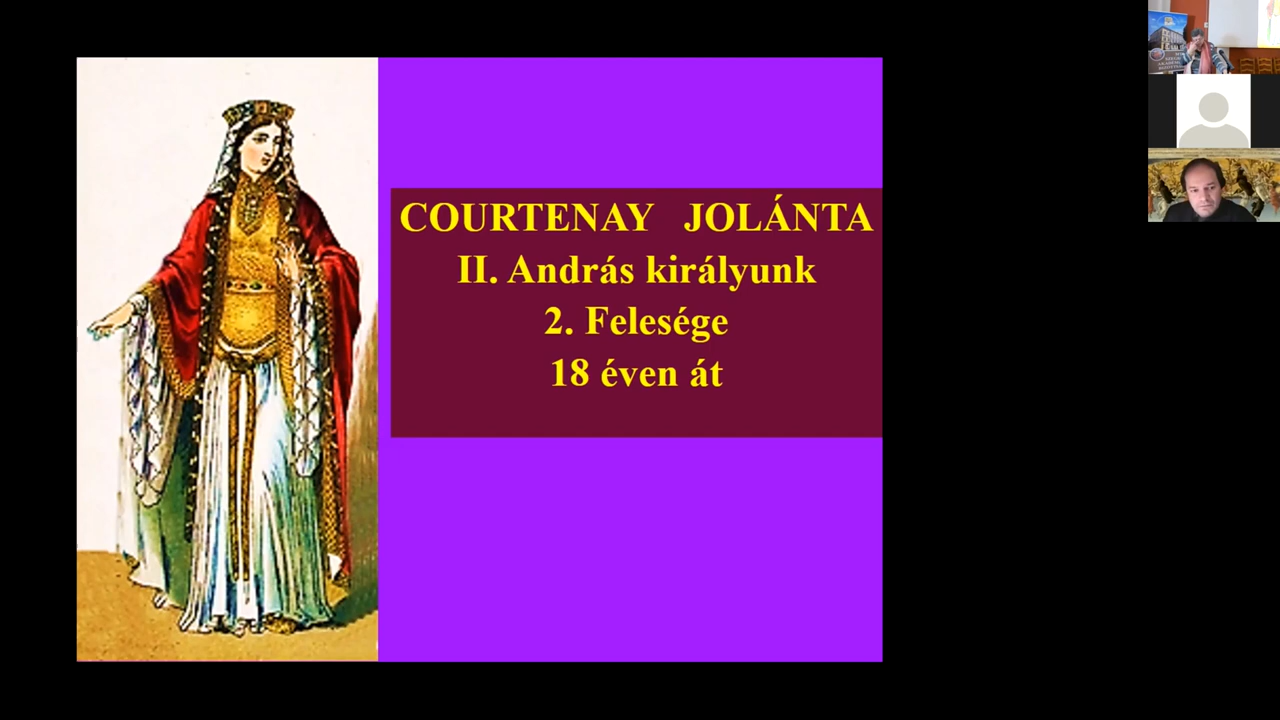 COURTENAY JOLÁNTA
II. András királyunk
2. Felesége
18 éven át